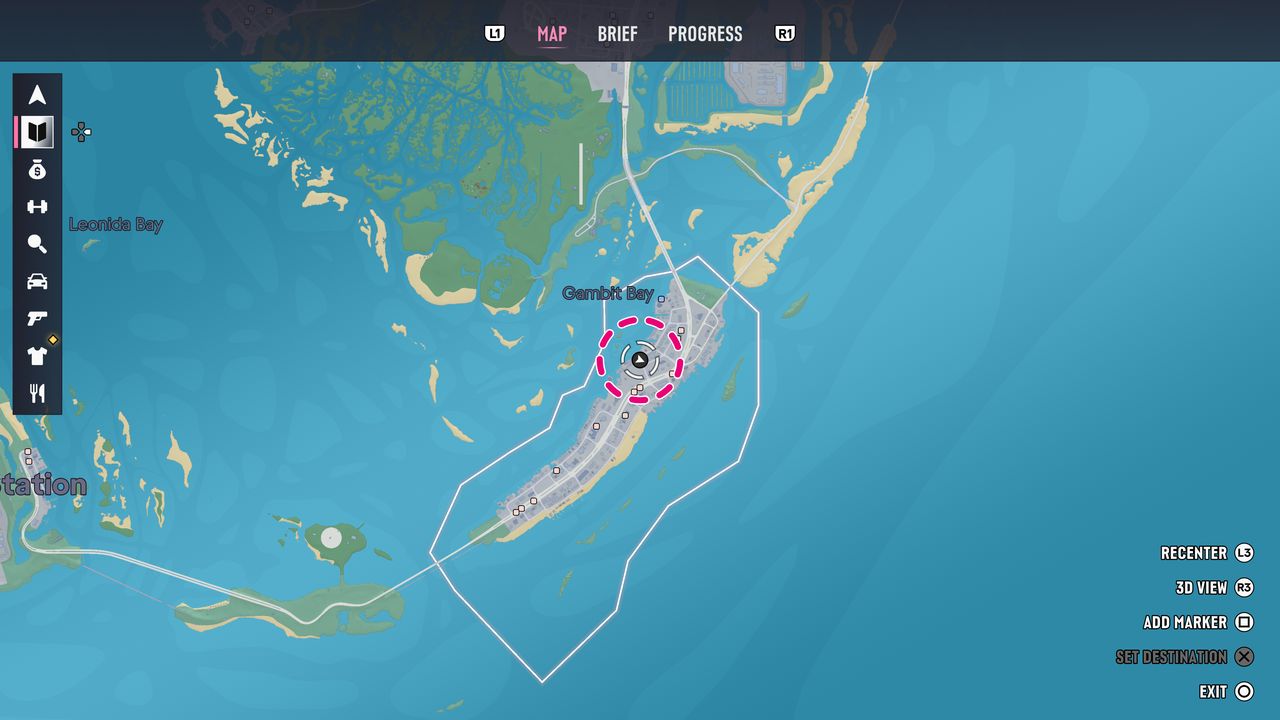 L1 MAP BRIEF PROGRESS R1
Leonida Bay
Gambit Bay
tation
RECENTER L3
3D VIEW R3
ADD MARKER
SET DESTINATION
EXIT